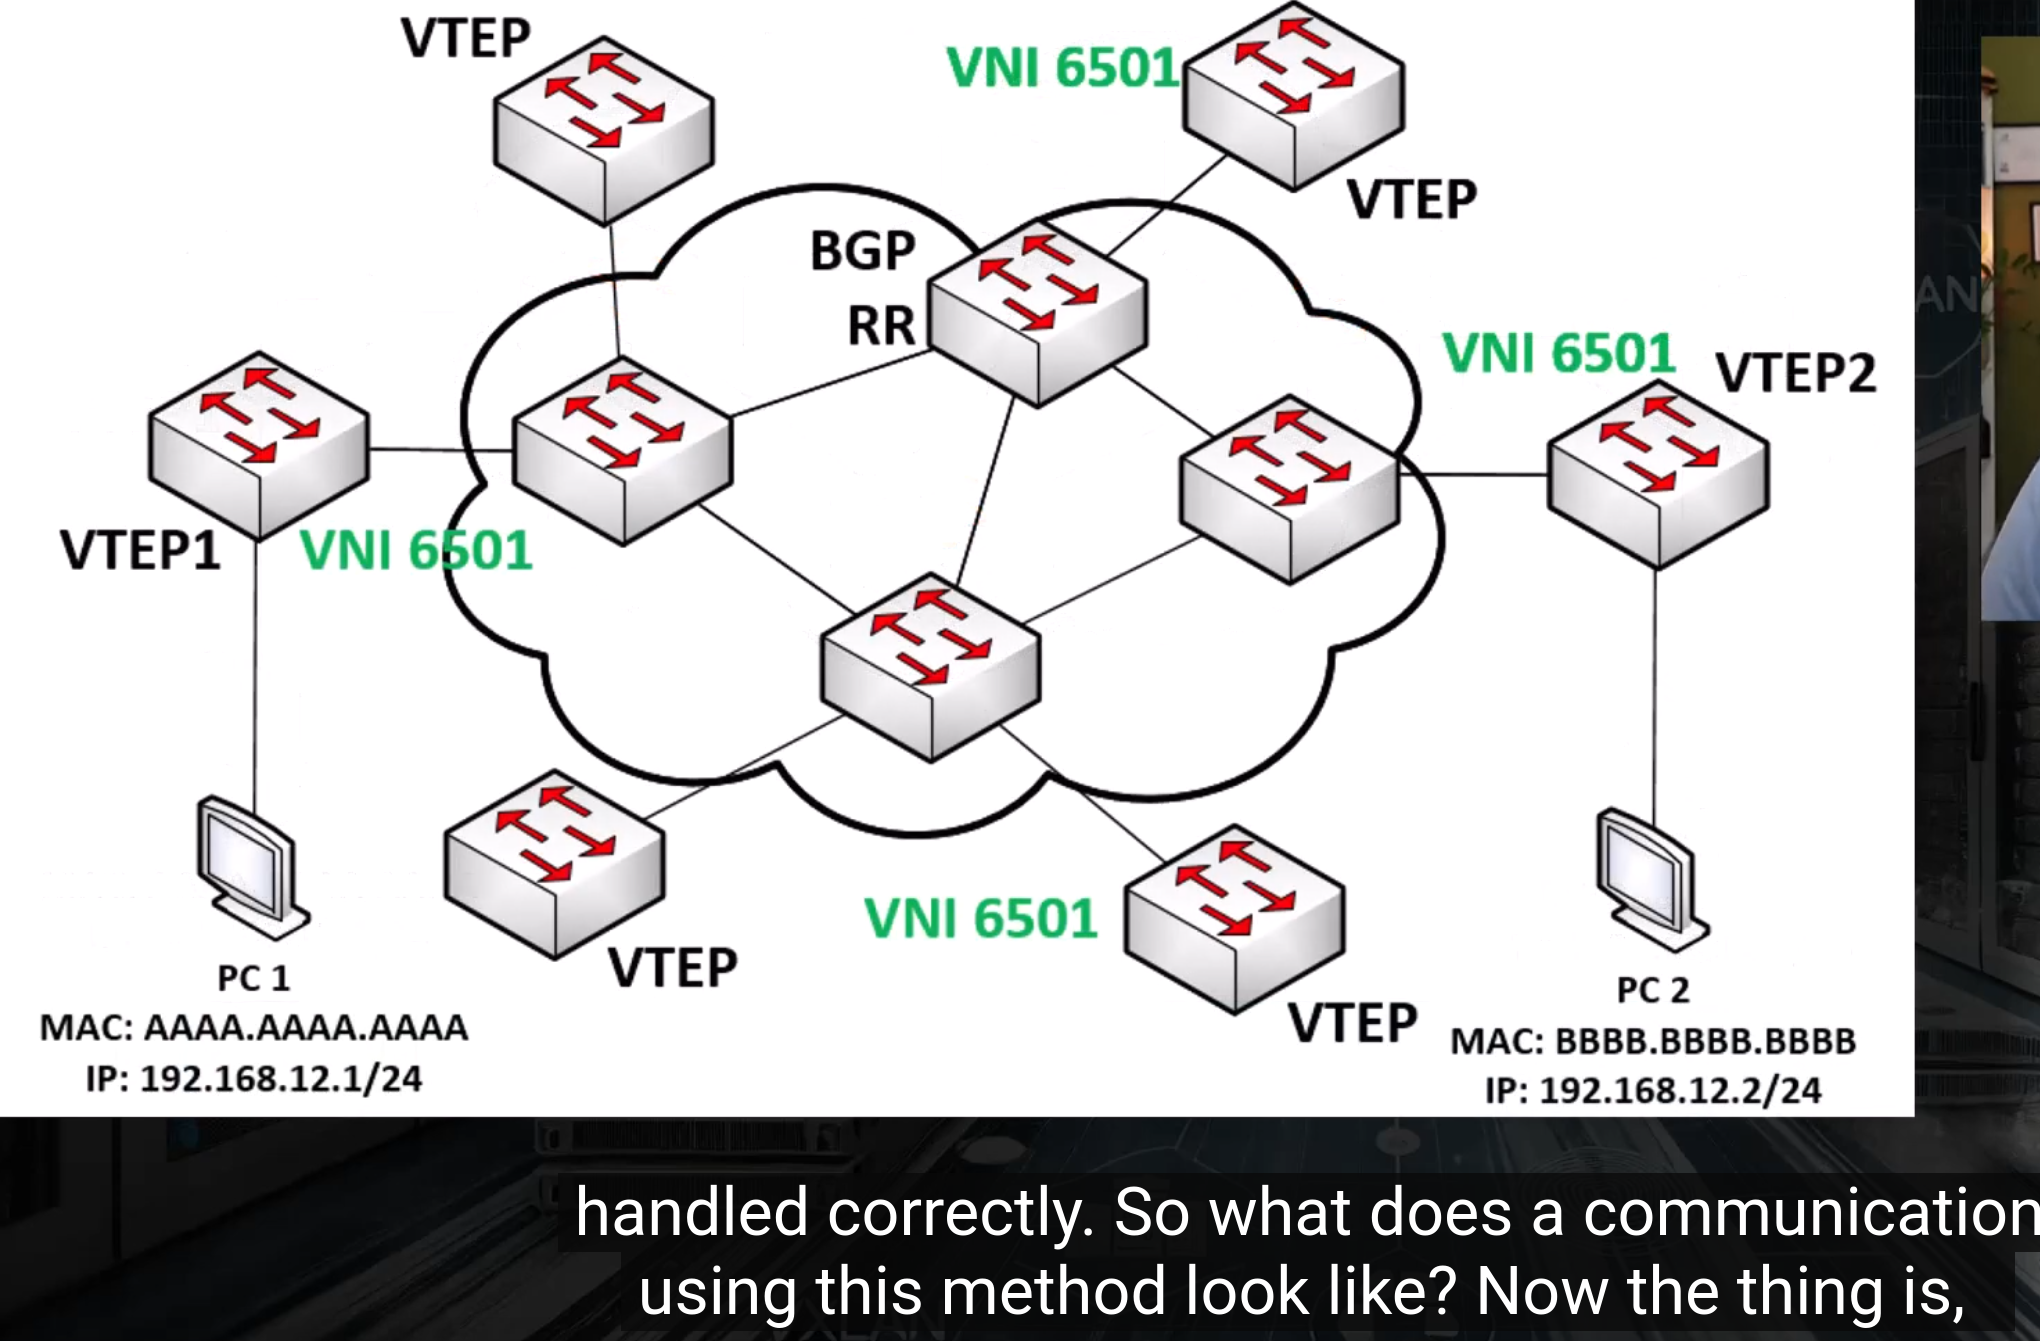 VTEP
VNI 6501
VTEP
BGP
RR
VNI 6501
VTEP2
VTEP1
VNI 6501
VTEP
VNI 6501
VTEP
PC 1
MAC: AAAA.AAAA.AAAA
IP: 192.168.12.1/24
PC 2
MAC: BBBB.BBBB.BBBB
IP: 192.168.12.2/24
AN
handled correctly. So what does a communication
using this method look like? Now the thing is,